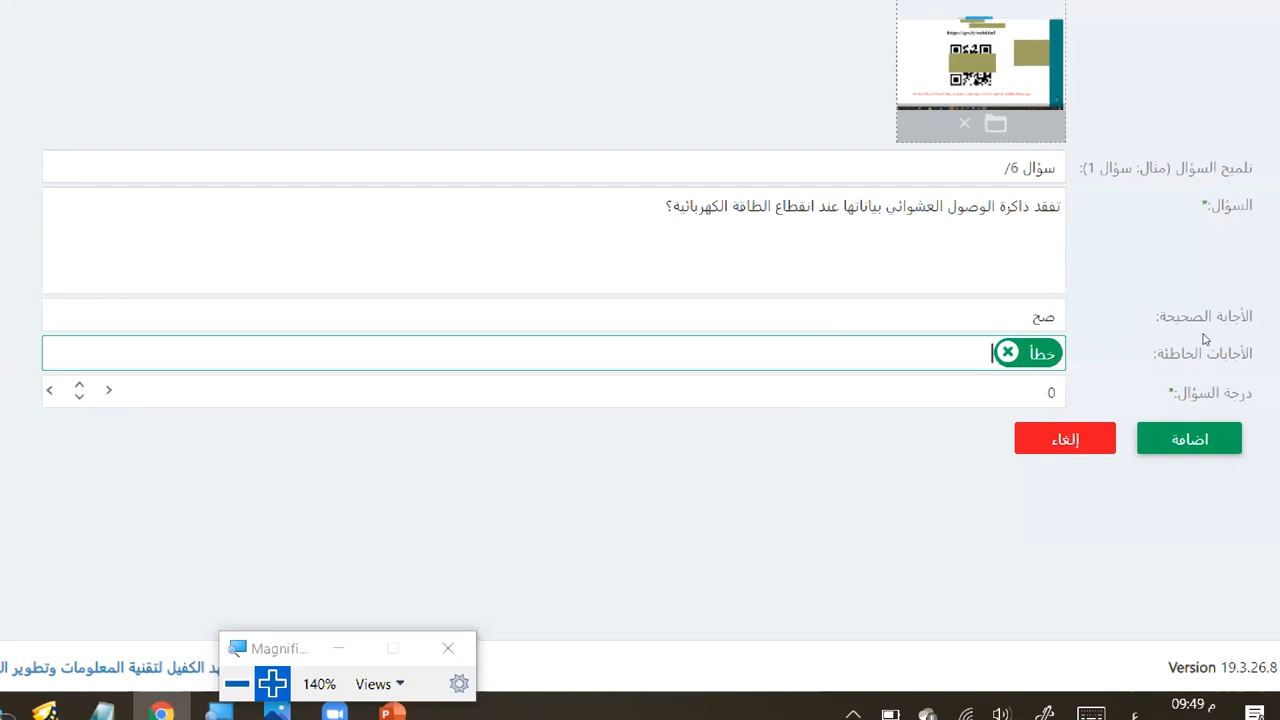 تلميح السؤال (مثال: سؤال 1):
سؤال 6/
السؤال:*
تفقد ذاكرة الوصول العشوائي بياناتها عند انقطاع الطاقة الكهربائية؟
الأجابة الصحيحة:
صح
الأجابات الخاطئة:
خطأ
درجة السؤال:*
0
اضافة
إلغاء
Magnifi...
140%
Views
الكفيل لتقنية المعلومات وتطوير
Version 19.3.26.8
09:49 م
ع